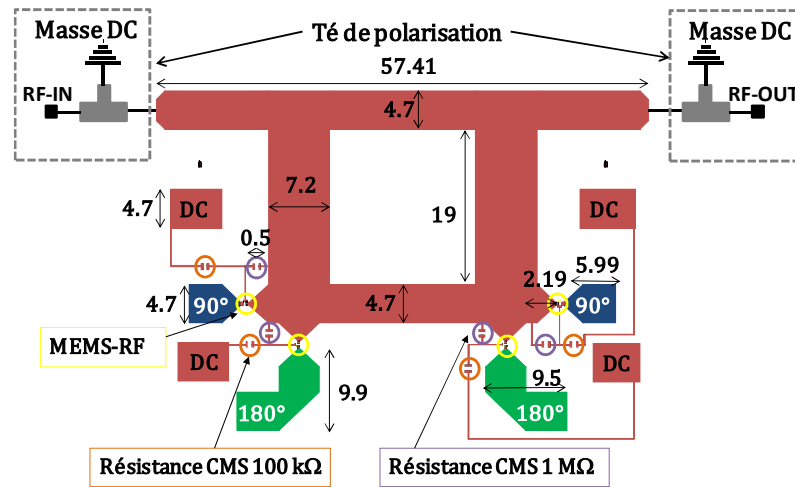 Masse DC
Té de polarisation
Masse DC
57.41
RF-IN
RF-OUT
4.7
7.2
19
4.7
DC
DC
0.5
2.19
5.99
4.7
90°
4.7
90°
MEMS-RF
DC
DC
9.9
9.5
180°
180°
Résistance CMS 100 kΩ
Résistance CMS 1 MΩ